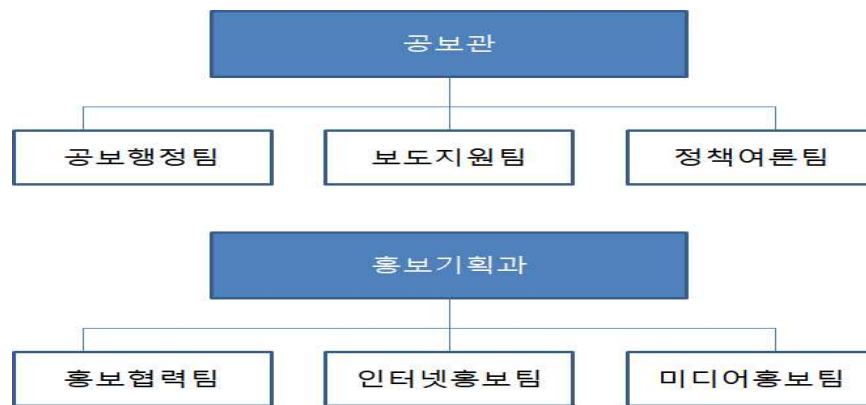 공보관
공보행정팀 보도지원팀 정책여론팀
홍보기획과
홍보협력팀 인터넷홍보팀 미디어홍보팀